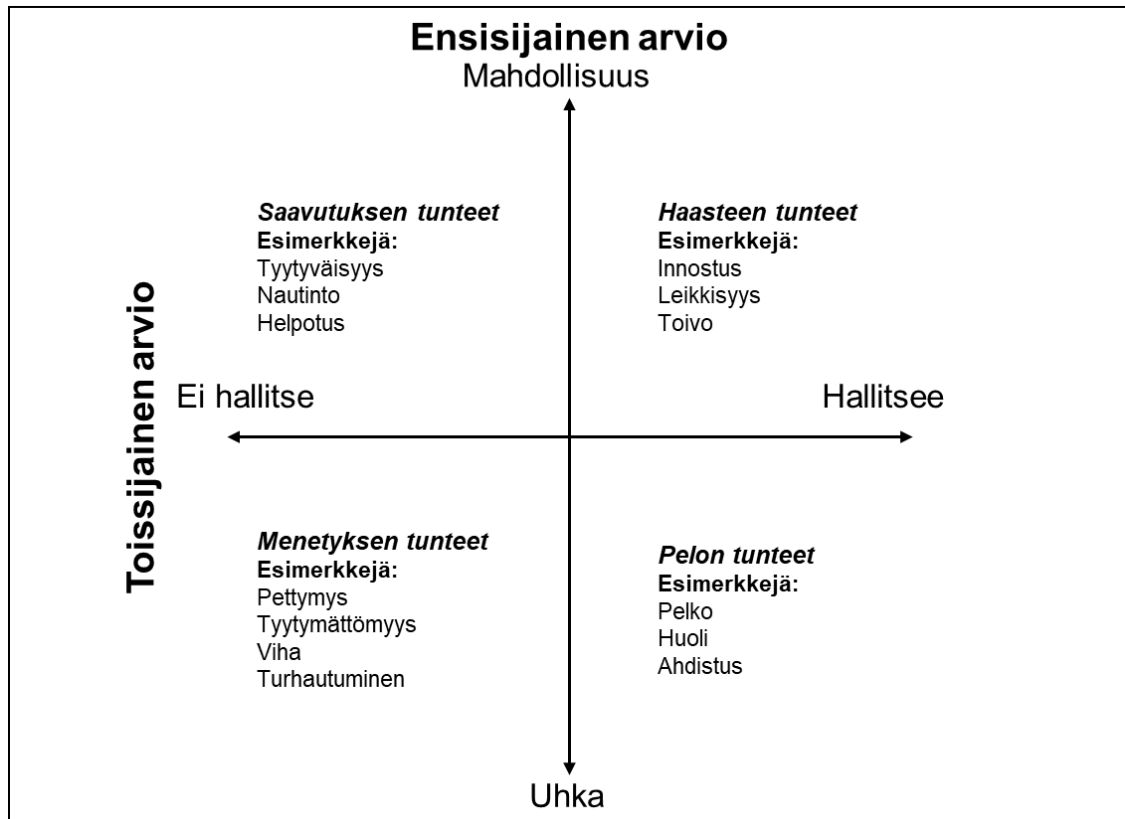 Ensisijainen arvio
Mahdollisuus
Saavutuksen tunteet
Esimerkkejä:
Tyytyväisyys
Nautinto
Helpotus
Haasteen tunteet
Esimerkkejä:
Innostus
Leikkisyys
Toivo
Toissijainen arvio
Ei hallitse
Hallitsee
Menetyksen tunteet
Esimerkkejä:
Pettymys
Tyytymättömyys
Viha
Turhautuminen
Pelon tunteet
Esimerkkejä:
Pelko
Huoli
Ahdistus
Uhka